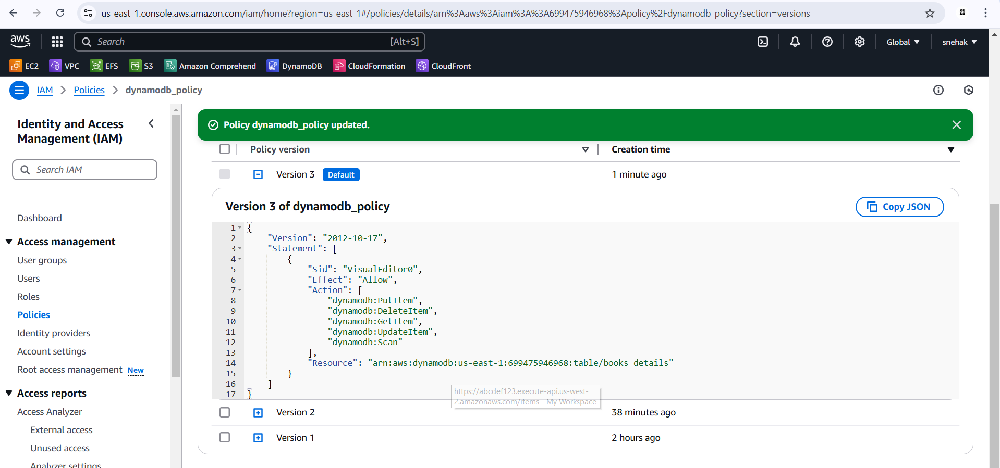 us-east-1.console.aws.amazon.com/iam/home?region=us-east-1#/policies/details/arn%3Aaws%3Aiam%3A%3A699475946968%3Apolicy%2Fdynamodb_policy?section=versions
21
aws
Search
[Alt+S]
Global
snehak
EC2
VPC
EFS
S3
Amazon Comprehend
DynamoDB
CloudFormation
CloudFront
IAM
Policies
dynamodb_policy
Identity and Access
Management (IAM)
Search IAM
Dashboard
Access management
User groups
Users
Roles
Policies
Identity providers
Account settings
Root access management New
Access reports
Access Analyzer
External access
Unused access
Analyzer settings
Policy dynamodb_policy updated.
Policy version
Creation time
Version 3 Default
1 minute ago
Version 3 of dynamodb_policy
Copy JSON
1 {
2 "Version": "2012-10-17",
3 "Statement": [
4 {
5 "Sid": "VisualEditor0",
6 "Effect": "Allow",
7 "Action": [
8 "dynamodb:PutItem",
9 "dynamodb:DeleteItem",
10 "dynamodb:GetItem",
11 "dynamodb:UpdateItem",
12 "dynamodb:Scan"
13 ],
14 "Resource": "arn:aws:dynamodb:us-east-1:699475946968:table/books_details"
15 }
16 ]
17 }
https://abcdef123.execute-api.us-west-
2.amazonaws.com/items - My Workspace
Version 2
38 minutes ago
Version 1
2 hours ago